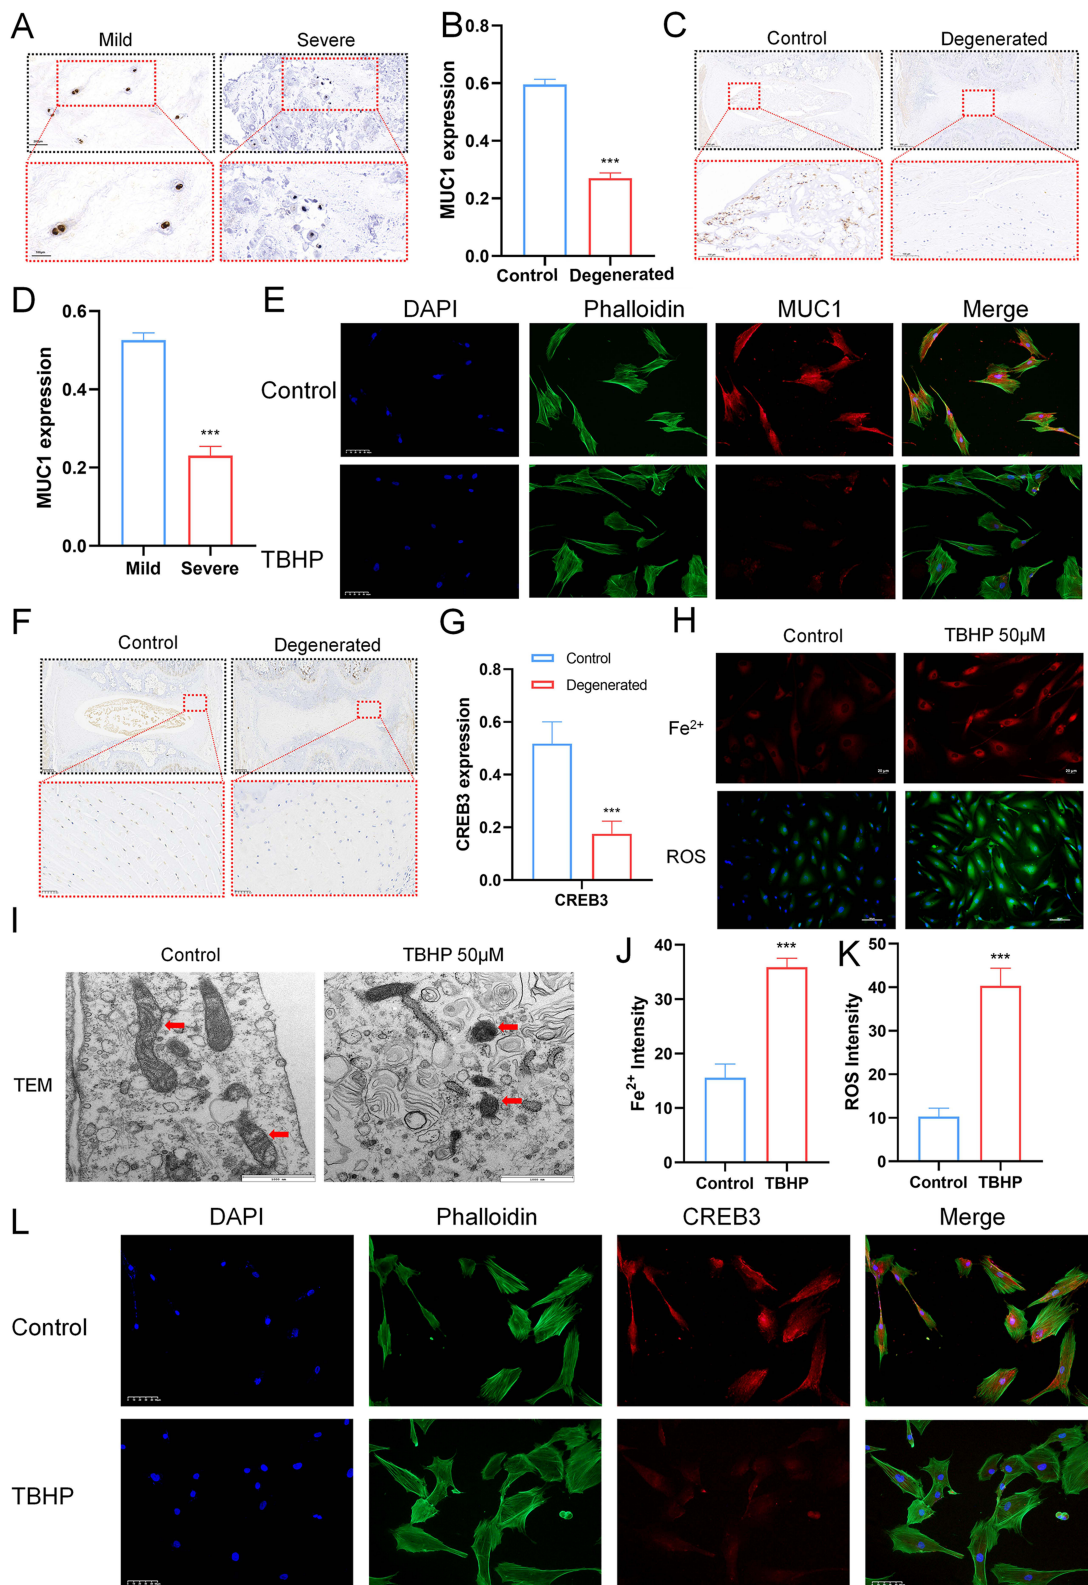 A
Mild
Severe
B
MUC1 expression
0.8
0.6
0.4
0.2
0.0
***
Control
Degenerated
C
Control
Degenerated
D
MUC1 expression
0.6
0.4
0.2
0.0
***
Mild
Severe
E
DAPI
Phalloidin
MUC1
Merge
Control
TBHP
F
Control
Degenerated
G
Control
Degenerated
CREB3 expression
0.8
0.6
0.4
0.2
0.0
***
CREB3
H
Control
TBHP 50μM
Fe²⁺
20 μm
20 μm
ROS
I
Control
TBHP 50μM
TEM
J
Fe²⁺ Intensity
40
30
20
10
0
***
Control
TBHP
K
ROS Intensity
50
40
30
20
10
0
***
Control
TBHP
L
DAPI
Phalloidin
CREB3
Merge
Control
TBHP